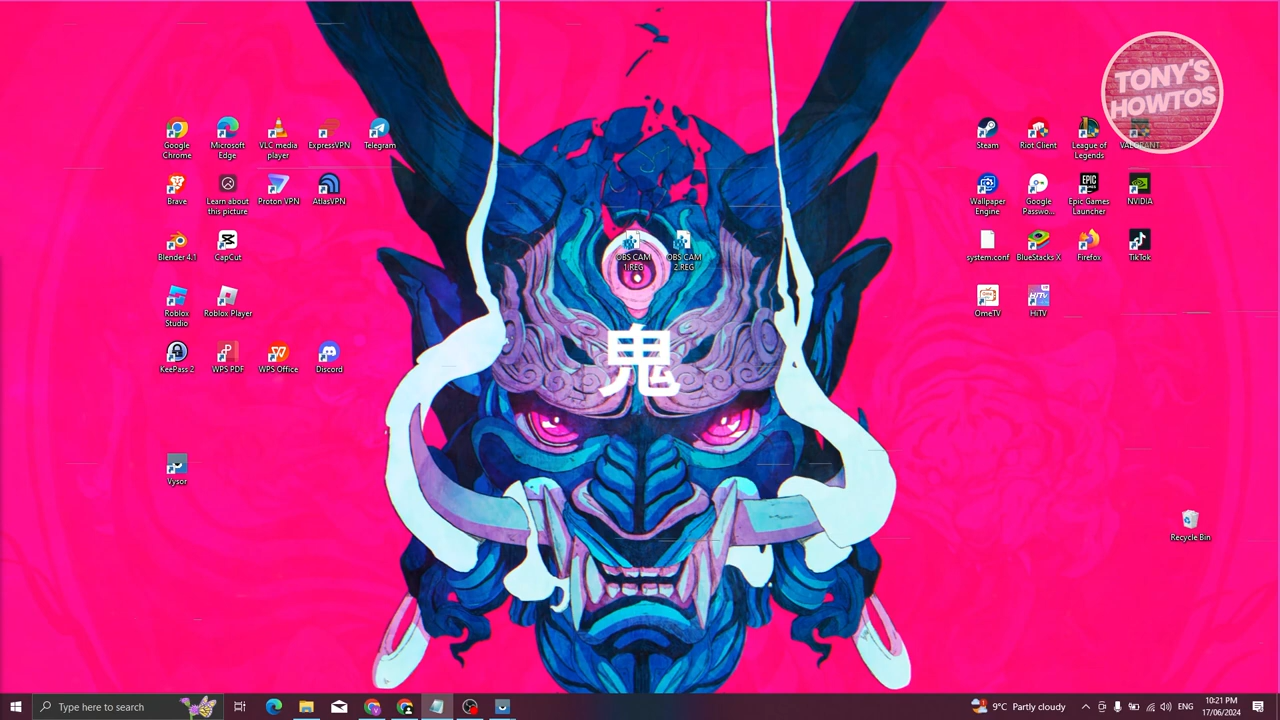 TONY'S
HOWTOS
Google
Chrome
Microsoft
Edge
VLC media
player
ExpressVPN
Telegram
Steam
Riot Client
League of
Legends
Brave
Learn about
this picture
Proton VPN
AtlasVPN
Wallpaper
Engine
Google
Passwo...
EPIC
GAMES
Epic Games
Launcher
NVIDIA
Blender 4.1
CapCut
OBS CAM
1.REG
OBS CAM
2.REG
system.conf
BlueStacks X
Firefox
TikTok
Roblox
Studio
Roblox Player
OmeTV
HiTV
鬼
KeePass 2
WPS PDF
WPS Office
Discord
Vysor
Recycle Bin
Type here to search
9°C Partly cloudy
ENG
10:21 PM
17/06/2024